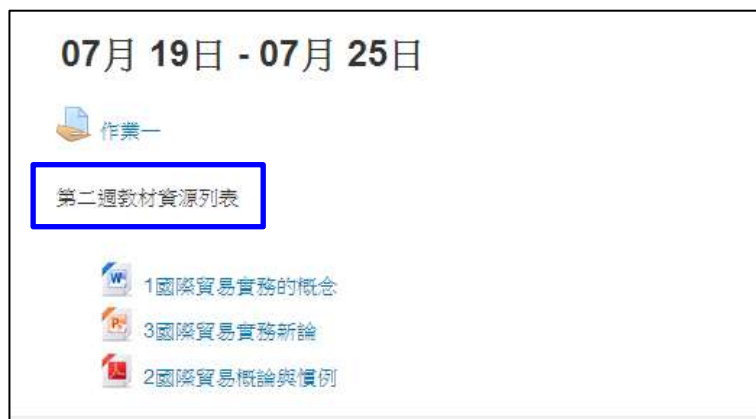 07月 19日 - 07月 25日
作業一
第二週教材資源列表
1國際貿易實務的概念
3國際貿易實務新論
2國際貿易概論與慣例